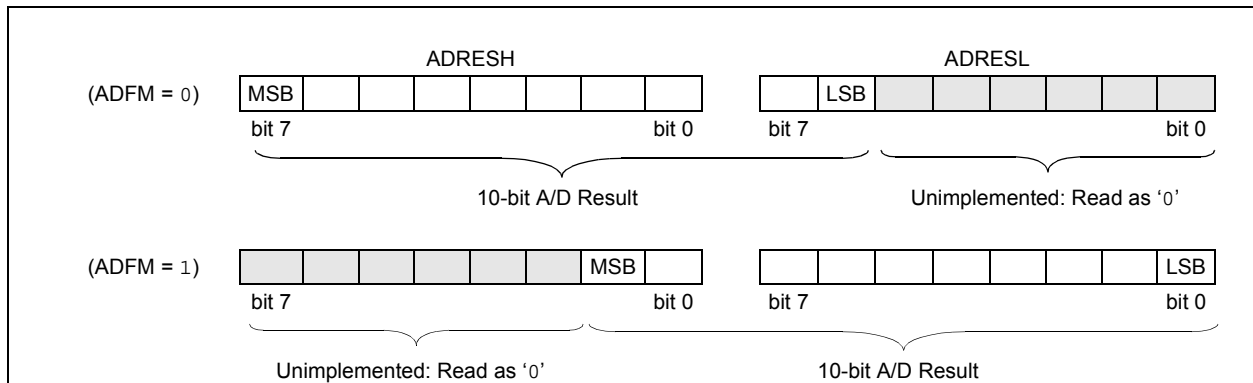 ADRESH ADRESL
(ADFM = 0) MSB LSB
bit 7 bit 0 bit 7 bit 0
10-bit A/D Result Unimplemented: Read as ‘0’
(ADFM = 1) MSB LSB
bit 7 bit 0 bit 7 bit 0
Unimplemented: Read as ‘0’ 10-bit A/D Result